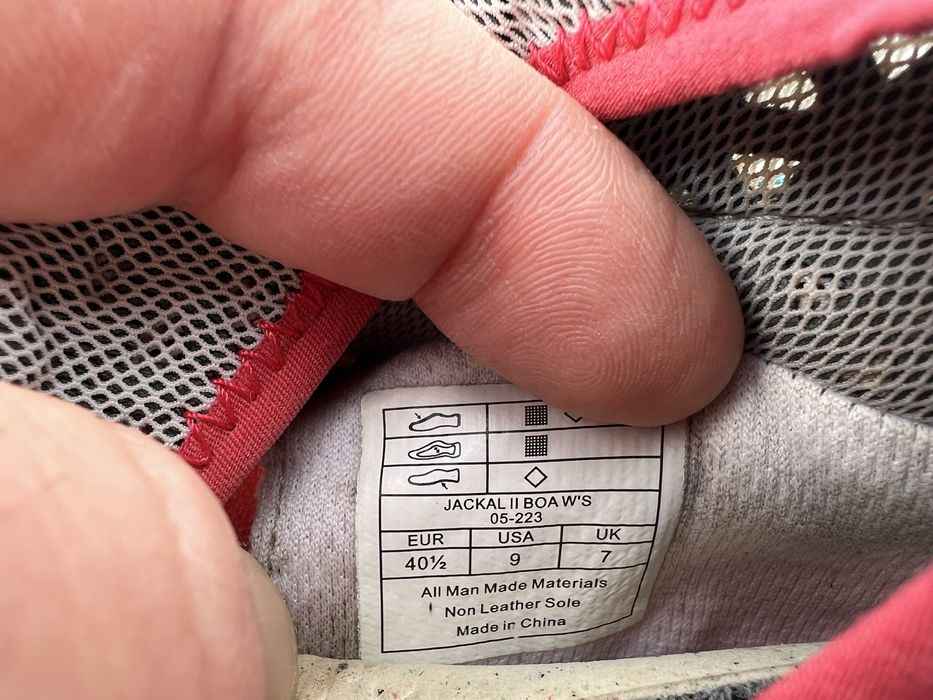 JACKAL II BOA W'S
05-223
EUR USA UK
40½ 9 7
All Man Made Materials
Non Leather Sole
Made in China